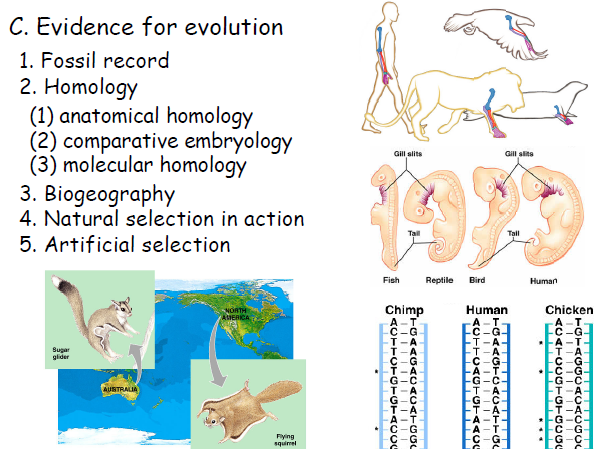 C. Evidence for evolution
1. Fossil record
2. Homology
(1) anatomical homology
(2) comparative embryology
(3) molecular homology
3. Biogeography
4. Natural selection in action
5. Artificial selection
Gill slits
Gill slits
Tail
Tail
Fish Reptile Bird Human
Sugar
glider
NORTH
AMERICA
AUSTRALIA
Flying
squirrel
Chimp Human Chicken
A T A T A T
C–G C–G C–G